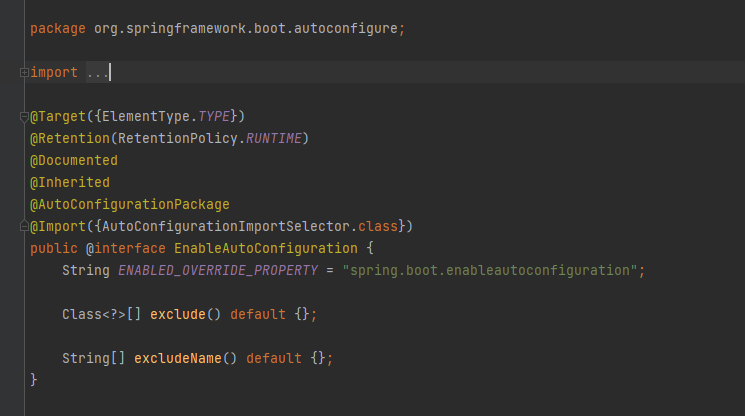 package org.springframework.boot.autoconfigure;
import ...
@Target({ElementType.TYPE})
@Retention(RetentionPolicy.RUNTIME)
@Documented
@Inherited
@AutoConfigurationPackage
@Import({AutoConfigurationImportSelector.class})
public @interface EnableAutoConfiguration {
    String ENABLED_OVERRIDE_PROPERTY = "spring.boot.enableautoconfiguration";
    Class<?>[] exclude() default {};
    String[] excludeName() default {};
}